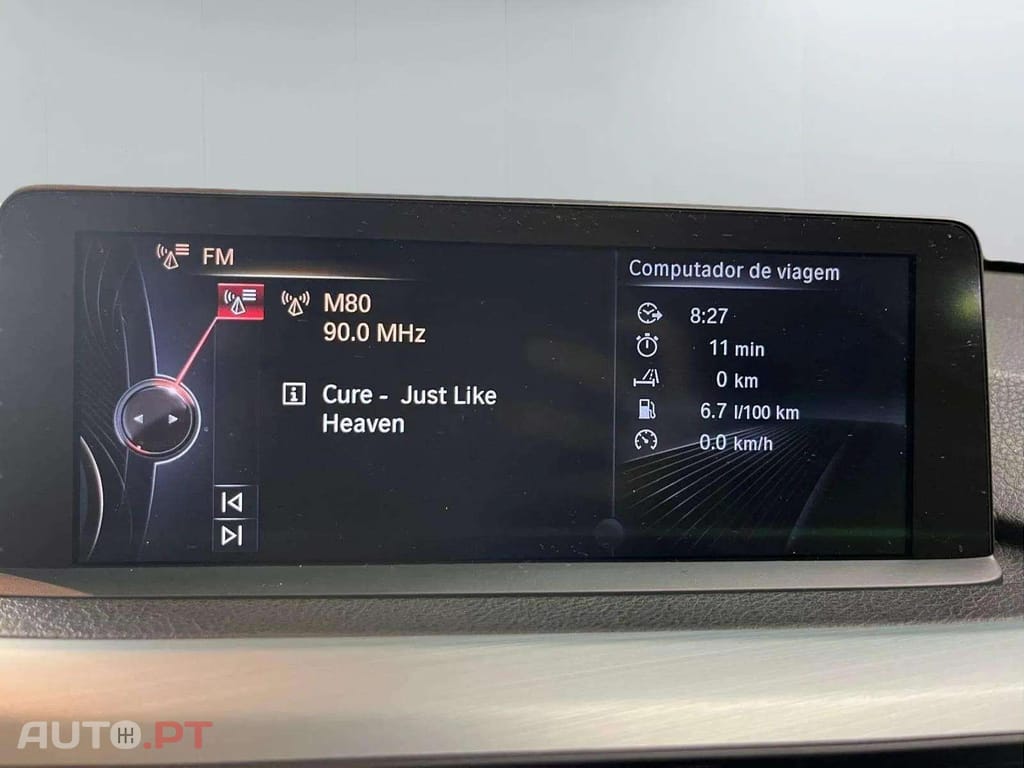 FM
M80
90.0 MHz
Cure - Just Like
Heaven
Computador de viagem
8:27
11 min
0 km
6.7 l/100 km
0.0 km/h
AUTO.PT